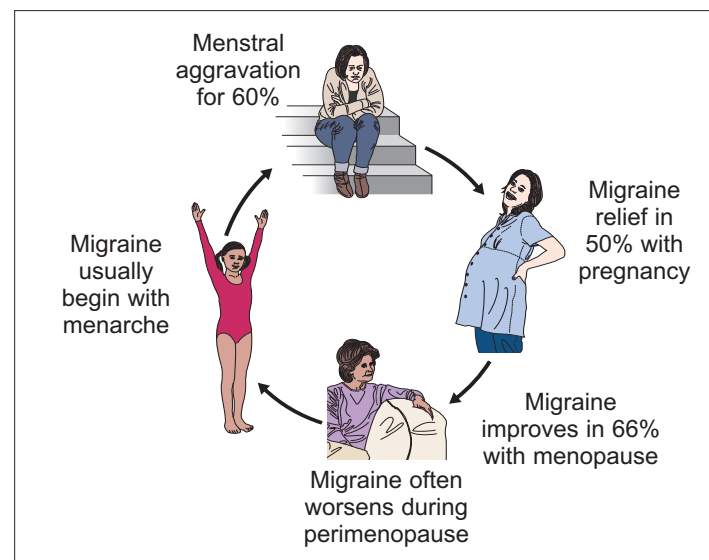 Menstral
aggravation
for 60%
Migraine
relief in
50% with
pregnancy
Migraine
usually
begin with
menarche
Migraine
improves in 66%
with menopause
Migraine often
worsens during
perimenopause